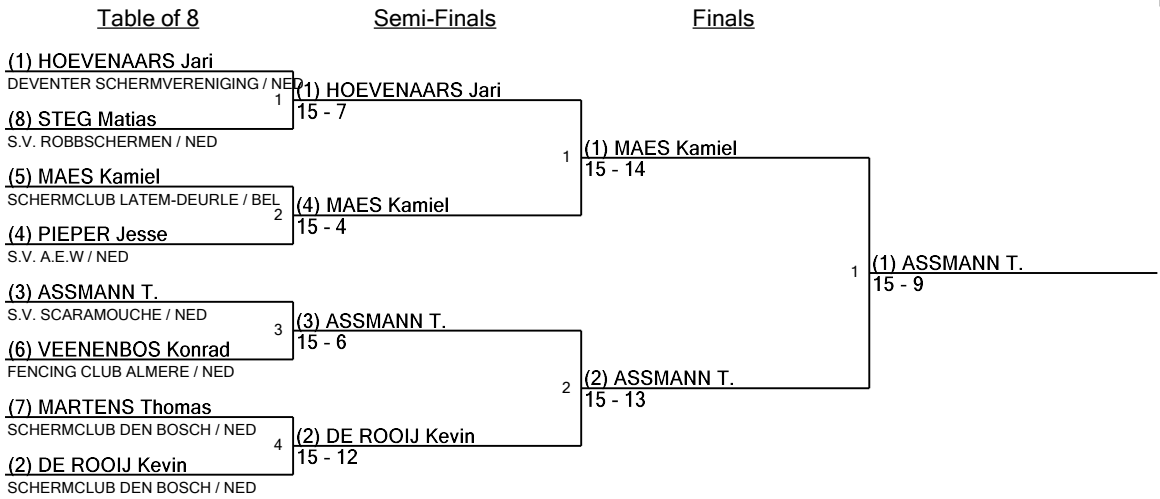 Table of 8
Semi-Finals
Finals
(1) HOEVENAARS Jari
DEVENTER SCHERMVERENIGING / NED
1
(8) STEG Matias
S.V. ROBBSCHERMEN / NED
(5) MAES Kamiel
SCHERMCLUB LATEM-DEURLE / BEL
2
(4) PIEPER Jesse
S.V. A.E.W / NED
(3) ASSMANN T.
S.V. SCARAMOUCHE / NED
3
(6) VEENENBOS Konrad
FENCING CLUB ALMERE / NED
(7) MARTENS Thomas
SCHERMCLUB DEN BOSCH / NED
4
(2) DE ROOIJ Kevin
SCHERMCLUB DEN BOSCH / NED
(1) HOEVENAARS Jari
15 - 7
1
(4) MAES Kamiel
15 - 4
(3) ASSMANN T.
15 - 6
2
(2) DE ROOIJ Kevin
15 - 12
(1) MAES Kamiel
15 - 14
1
(2) ASSMANN T.
15 - 13
(1) ASSMANN T.
15 - 9